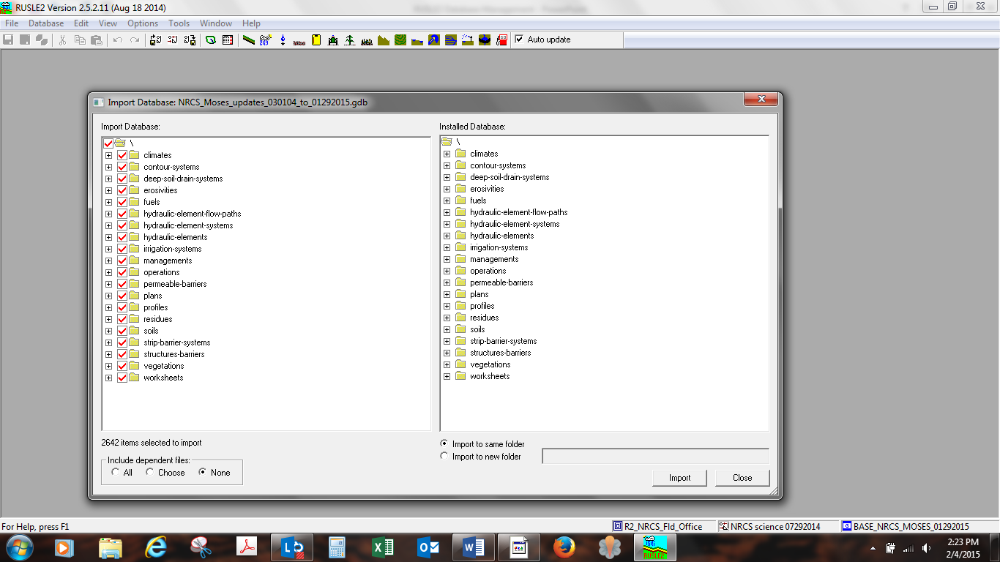 RUSLE2 Version 2.5.2.11 (Aug 18 2014)
File Database Edit View Options Tools Window Help
Auto update
Import Database: NRCS_Moses_updates_030104_to_01292015.gdb
Import Database:
\
climates
contour-systems
deep-soil-drain-systems
erosivities
fuels
hydraulic-element-flow-paths
hydraulic-element-systems
hydraulic-elements
irrigation-systems
managements
operations
permeable-barriers
plans
profiles
residues
soils
strip-barrier-systems
structures-barriers
vegetations
worksheets
2642 items selected to import
Include dependent files:
All Choose None
Installed Database:
\
climates
contour-systems
deep-soil-drain-systems
erosivities
fuels
hydraulic-element-flow-paths
hydraulic-element-systems
hydraulic-elements
irrigation-systems
managements
operations
permeable-barriers
plans
profiles
residues
soils
strip-barrier-systems
structures-barriers
vegetations
worksheets
Import to same folder
Import to new folder
Import Close
For Help, press F1
R2_NRCS_Fld_Office NRCS science 07292014 BASE_NRCS_MOSES_01292015
RUSLE2
2:23 PM
2/4/2015